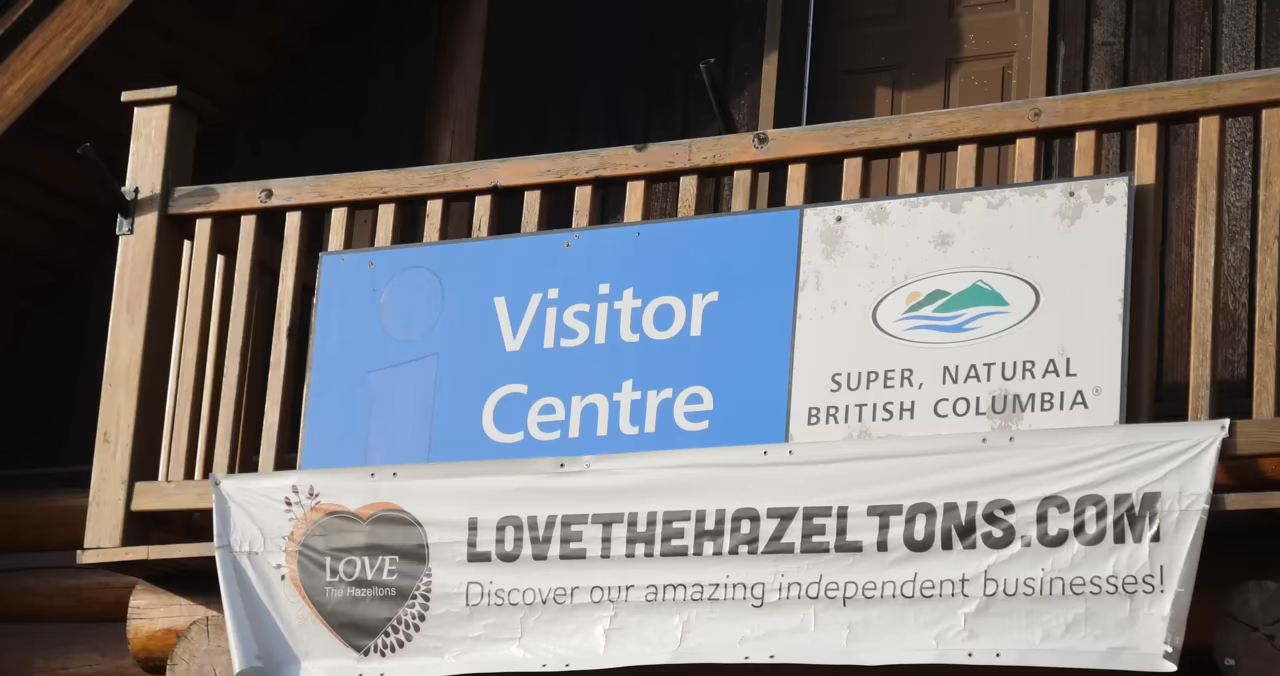 Visitor
Centre
SUPER, NATURAL
BRITISH COLUMBIA®
LOVE
The Hazeltons
LOVETHEHAZELTONS.COM
Discover our amazing independent businesses!